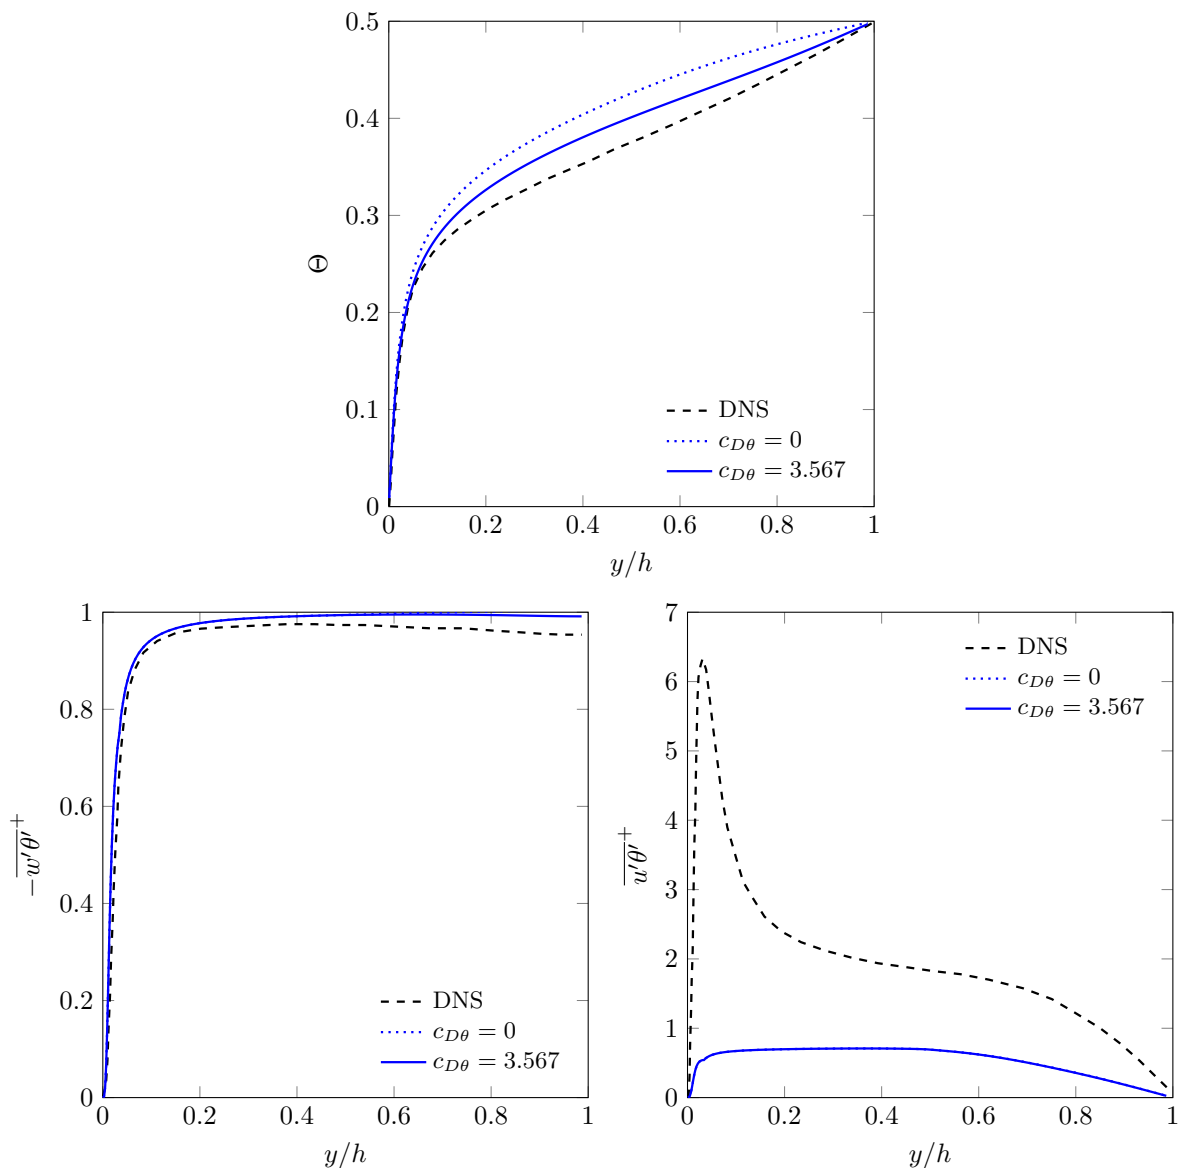 0.5
0.4
0.3
0.2
0.1
0
Θ
0 0.2 0.4 0.6 0.8 1
y/h
DNS
c_{Dθ} = 0
c_{Dθ} = 3.567
1
0.8
0.6
0.4
0.2
0
−\overline{w′θ′}^+
0 0.2 0.4 0.6 0.8 1
y/h
DNS
c_{Dθ} = 0
c_{Dθ} = 3.567
7
6
5
4
3
2
1
0
\overline{u′θ′}^+
0 0.2 0.4 0.6 0.8 1
y/h
DNS
c_{Dθ} = 0
c_{Dθ} = 3.567